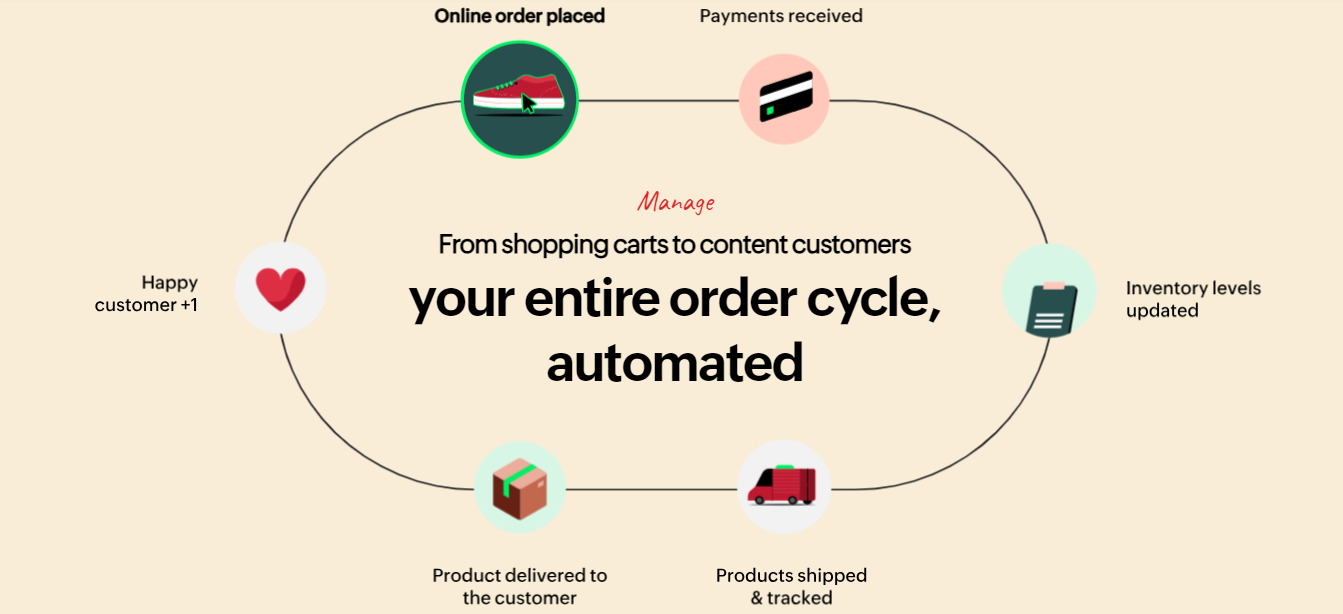 Online order placed
Payments received
Manage
From shopping carts to content customers
your entire order cycle,
automated
Happy
customer +1
Inventory levels
updated
Product delivered to
the customer
Products shipped
& tracked